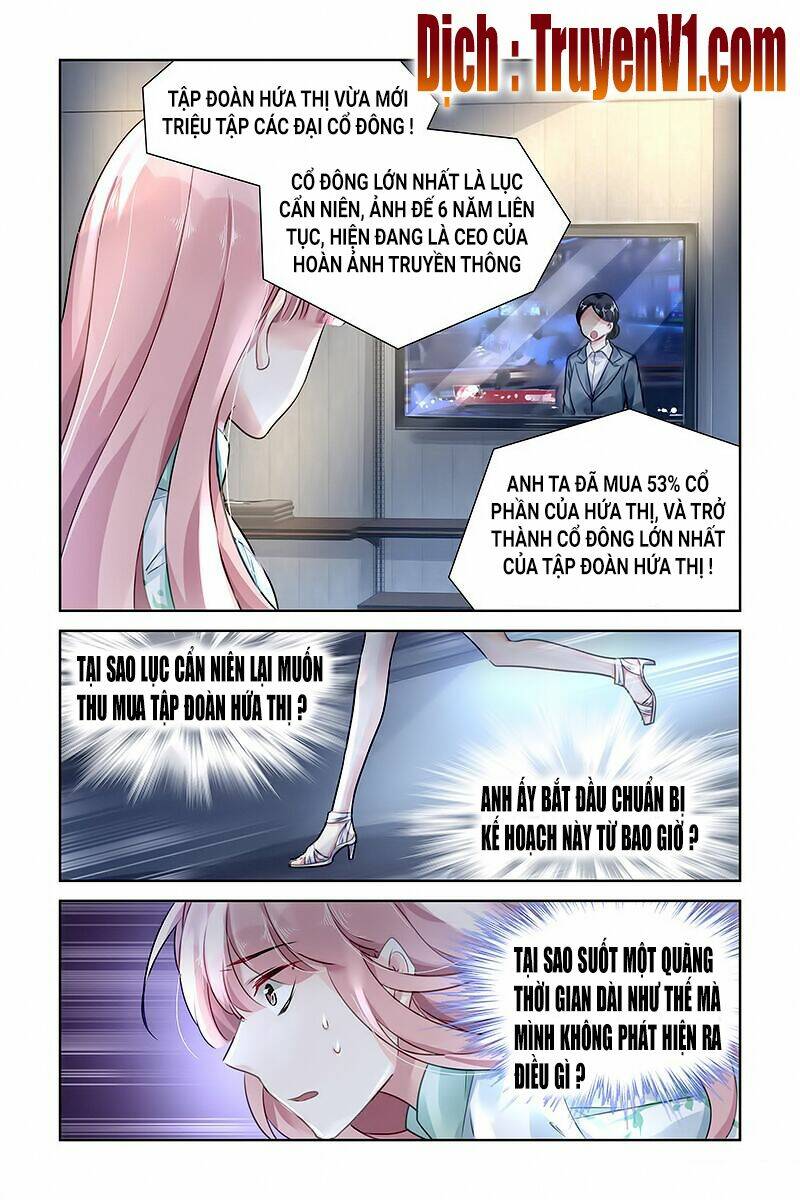 Dịch : TruyenV1.com
TẬP ĐOÀN HỨA THỊ VỪA MỚI
TRIỆU TẬP CÁC ĐẠI CỔ ĐÔNG !
CỔ ĐÔNG LỚN NHẤT LÀ LỤC
CẨN NIÊN, ẢNH ĐẾ 6 NĂM LIÊN
TỤC, HIỆN ĐANG LÀ CEO CỦA
HOÀN ẢNH TRUYỀN THÔNG
ANH TA ĐÃ MUA 53% CỔ
PHẦN CỦA HỨA THỊ, VÀ TRỞ
THÀNH CỔ ĐÔNG LỚN NHẤT
CỦA TẬP ĐOÀN HỨA THỊ !
TẠI SAO LỤC CẨN NIÊN LẠI MUỐN
THU MUA TẬP ĐOÀN HỨA THỊ ?
ANH ẤY BẮT ĐẦU CHUẨN BỊ
KẾ HOẠCH NÀY TỪ BAO GIỜ ?
TẠI SAO SUỐT MỘT QUÃNG
THỜI GIAN DÀI NHƯ THẾ MÀ
MÌNH KHÔNG PHÁT HIỆN RA
ĐIỀU GÌ ?